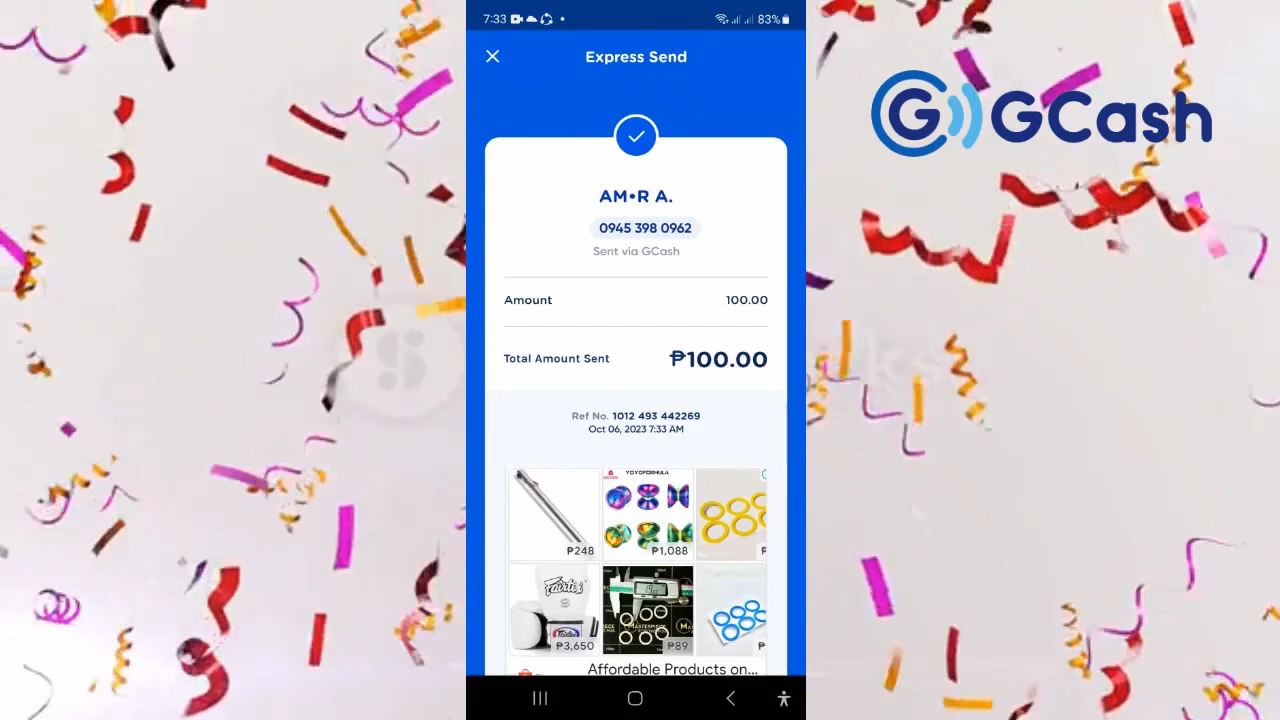 7:33
83%
Express Send
GCash
AM•R A.
0945 398 0962
Sent via GCash
Amount 100.00
Total Amount Sent ₱100.00
Ref No. 1012 493 442269
Oct 06, 2023 7:33 AM
YOYOFORMULA
₱248
₱1,088
₱
Fairtex
Fairtex
MASTERPIECE
₱3,650
₱89
₱
Affordable Products on...